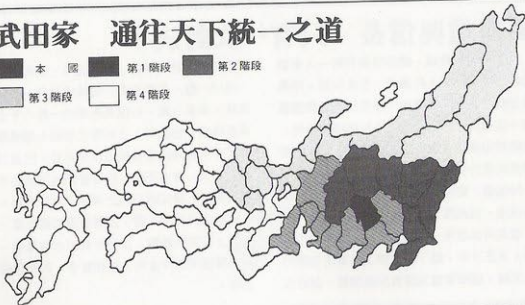 武田家 通往天下統一之道
本國 第1階段 第2階段
第3階段 第4階段